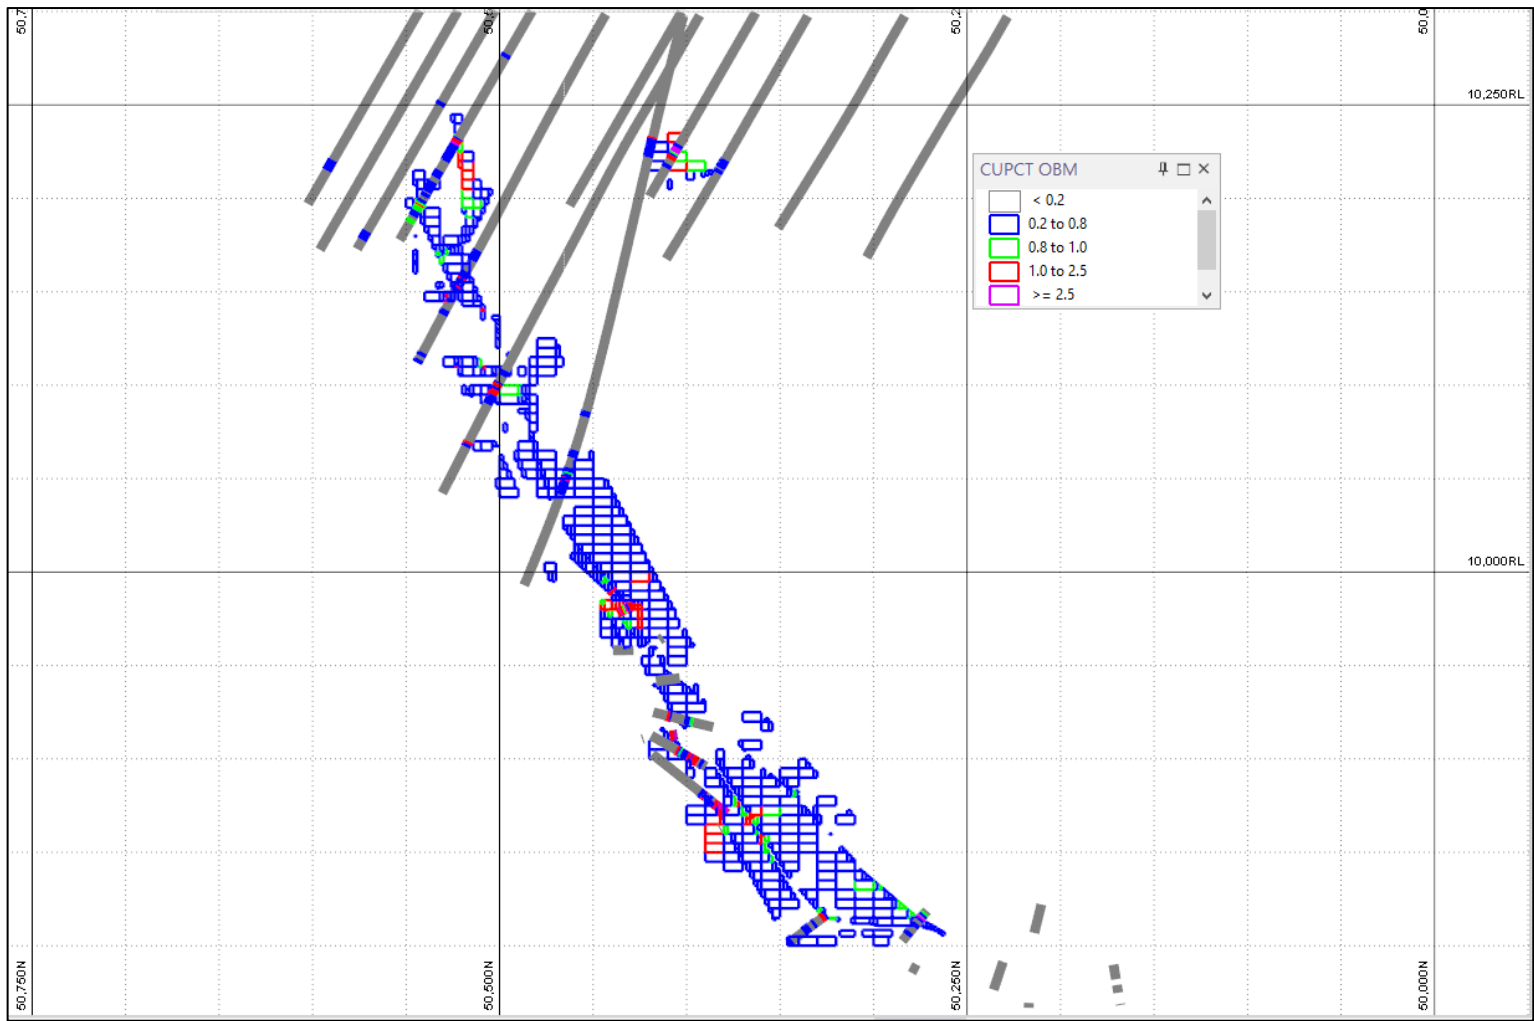 50,7
50,5
50,2
50,0
10,250RL
CUPCT OBM
< 0.2
0.2 to 0.8
0.8 to 1.0
1.0 to 2.5
>= 2.5
10,000RL
50,750N
50,500N
50,250N
50,000N